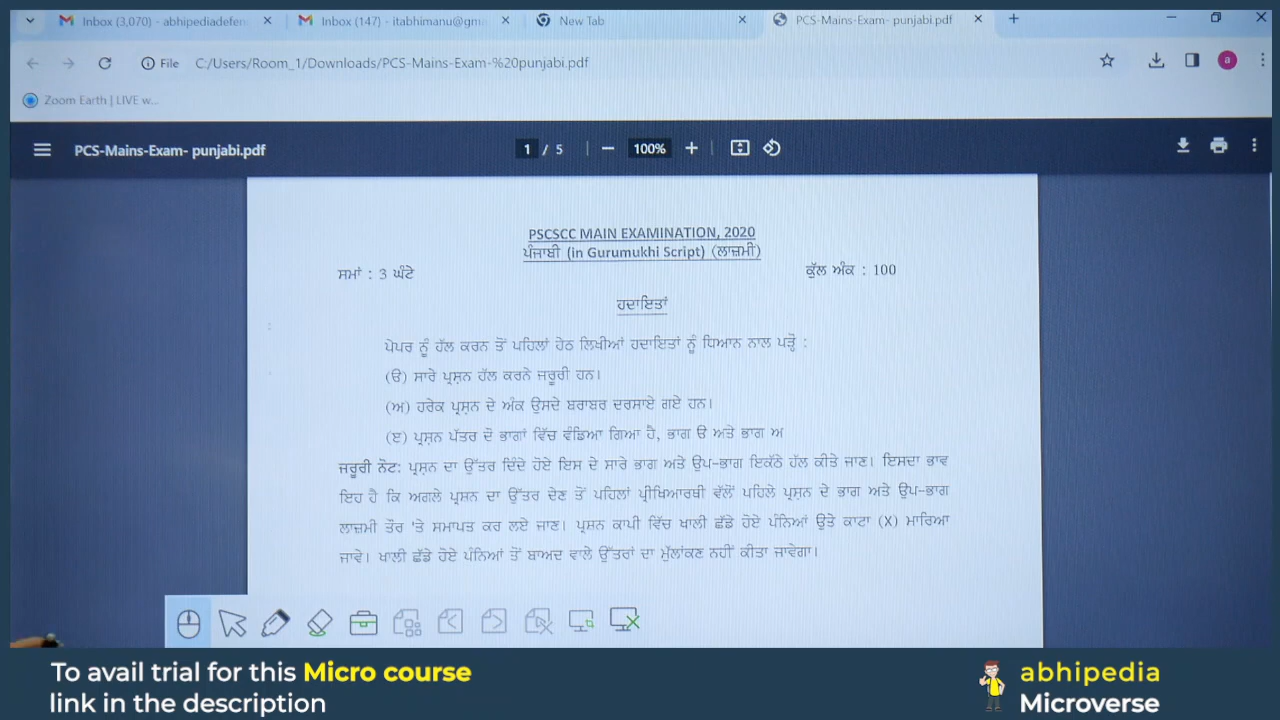 Inbox (3,070) - abhipediadefen
Inbox (147) - itabhimanu@gm
New Tab
PCS-Mains-Exam- punjabi.pdf
File C:/Users/Room_1/Downloads/PCS-Mains-Exam-%20punjabi.pdf
a
Zoom Earth | LIVE w...
PCS-Mains-Exam- punjabi.pdf
1 / 5
100%
PSCSCC MAIN EXAMINATION, 2020
ਪੰਜਾਬੀ (in Gurumukhi Script) (ਲਾਜ਼ਮੀ)
ਸਮਾਂ : 3 ਘੰਟੇ
ਕੁੱਲ ਅੰਕ : 100
ਹਦਾਇਤਾਂ
ਪੇਪਰ ਨੂੰ ਹੱਲ ਕਰਨ ਤੋਂ ਪਹਿਲਾਂ ਹੇਠ ਲਿਖੀਆਂ ਹਦਾਇਤਾਂ ਨੂੰ ਧਿਆਨ ਨਾਲ ਪੜ੍ਹੋ :
(ੳ) ਸਾਰੇ ਪ੍ਰਸ਼ਨ ਹੱਲ ਕਰਨੇ ਜਰੂਰੀ ਹਨ।
(ਅ) ਹਰੇਕ ਪ੍ਰਸ਼ਨ ਦੇ ਅੰਕ ਉਸਦੇ ਬਰਾਬਰ ਦਰਸਾਏ ਗਏ ਹਨ।
(ੲ) ਪ੍ਰਸ਼ਨ ਪੱਤਰ ਦੋ ਭਾਗਾਂ ਵਿੱਚ ਵੰਡਿਆ ਗਿਆ ਹੈ, ਭਾਗ ੳ ਅਤੇ ਭਾਗ ਅ
ਜਰੂਰੀ ਨੋਟ: ਪ੍ਰਸ਼ਨ ਦਾ ਉੱਤਰ ਦਿੰਦੇ ਹੋਏ ਇਸ ਦੇ ਸਾਰੇ ਭਾਗ ਅਤੇ ਉਪ-ਭਾਗ ਇਕੱਠੇ ਹੱਲ ਕੀਤੇ ਜਾਣ। ਇਸਦਾ ਭਾਵ
ਇਹ ਹੈ ਕਿ ਅਗਲੇ ਪ੍ਰਸ਼ਨ ਦਾ ਉੱਤਰ ਦੇਣ ਤੋਂ ਪਹਿਲਾਂ ਪ੍ਰੀਖਿਆਰਥੀ ਵੱਲੋਂ ਪਹਿਲੇ ਪ੍ਰਸ਼ਨ ਦੇ ਭਾਗ ਅਤੇ ਉਪ-ਭਾਗ
ਲਾਜ਼ਮੀ ਤੌਰ 'ਤੇ ਸਮਾਪਤ ਕਰ ਲਏ ਜਾਣ। ਪ੍ਰਸ਼ਨ ਕਾਪੀ ਵਿੱਚ ਖਾਲੀ ਛੱਡੇ ਹੋਏ ਪੰਨਿਆਂ ਉਤੇ ਕਾਟਾ (X) ਮਾਰਿਆ
ਜਾਵੇ। ਖਾਲੀ ਛੱਡੇ ਹੋਏ ਪੰਨਿਆਂ ਤੋਂ ਬਾਅਦ ਵਾਲੇ ਉੱਤਰਾਂ ਦਾ ਮੁੱਲਾਂਕਣ ਨਹੀਂ ਕੀਤਾ ਜਾਵੇਗਾ।
To avail trial for this Micro course
link in the description
abhipedia
Microverse